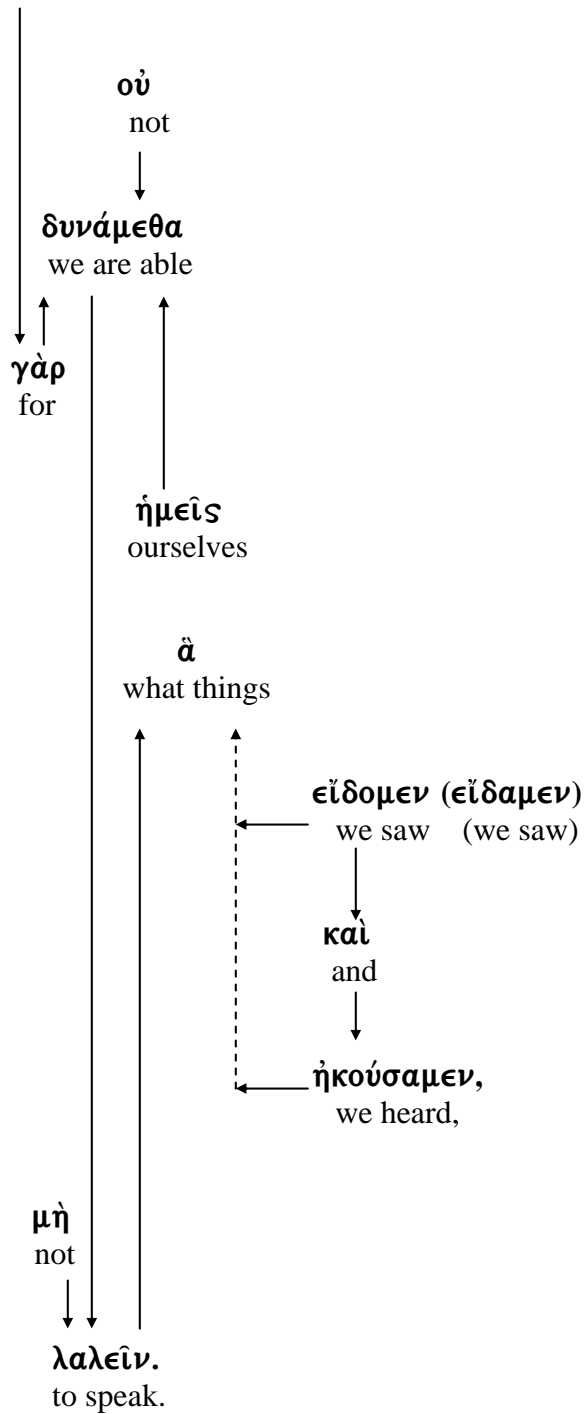 οὐ
not
δυνάμεθα
we are able
γὰρ
for
ἡμεῖς
ourselves
ἃ
what things
εἴδομεν (εἴδαμεν)
we saw (we saw)
καὶ
and
ἠκούσαμεν,
we heard,
μὴ
not
λαλεῖν.
to speak.